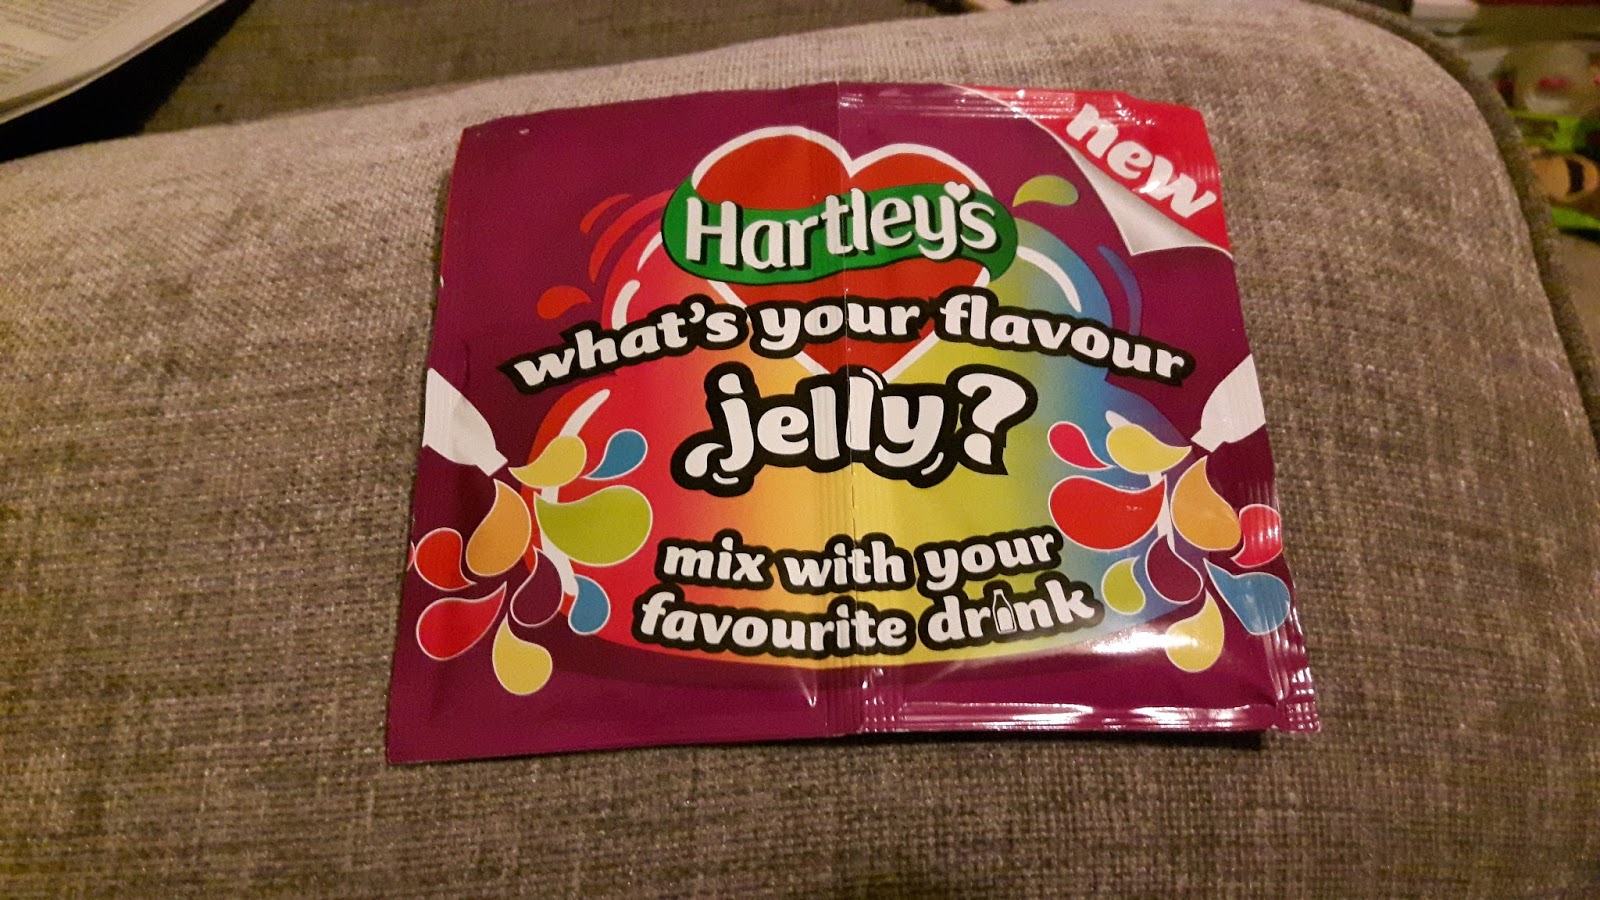 new
Hartley's
what's your flavour
jelly?
mix with your
favourite drink